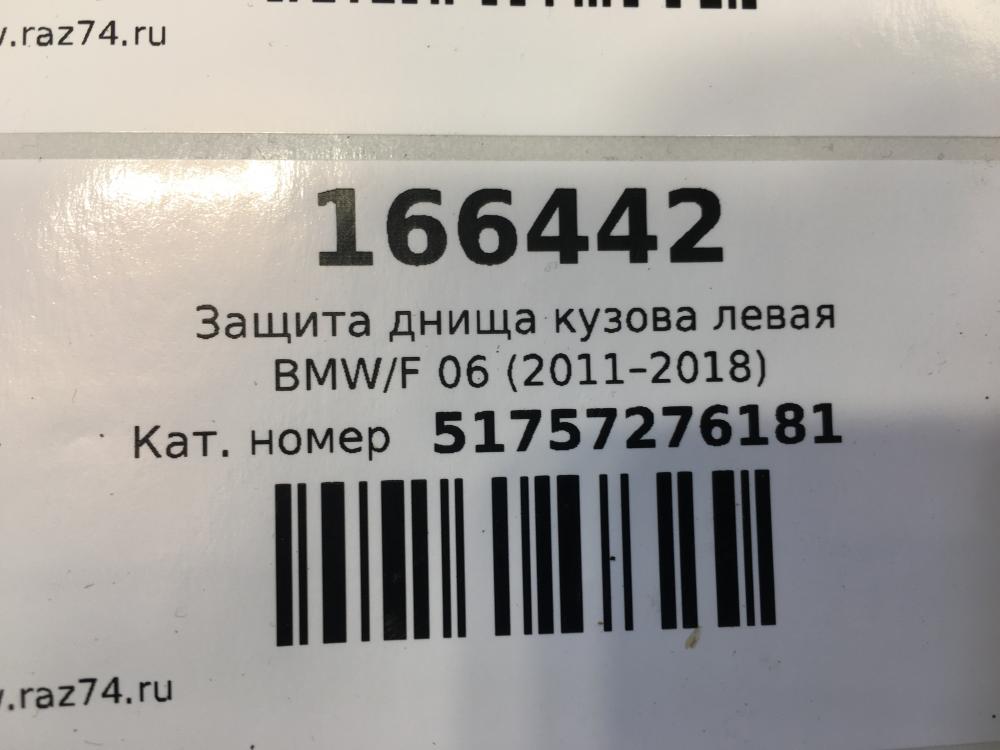 .raz74.ru
166442
Защита днища кузова левая
BMW/F 06 (2011–2018)
Кат. номер 51757276181
.raz74.ru